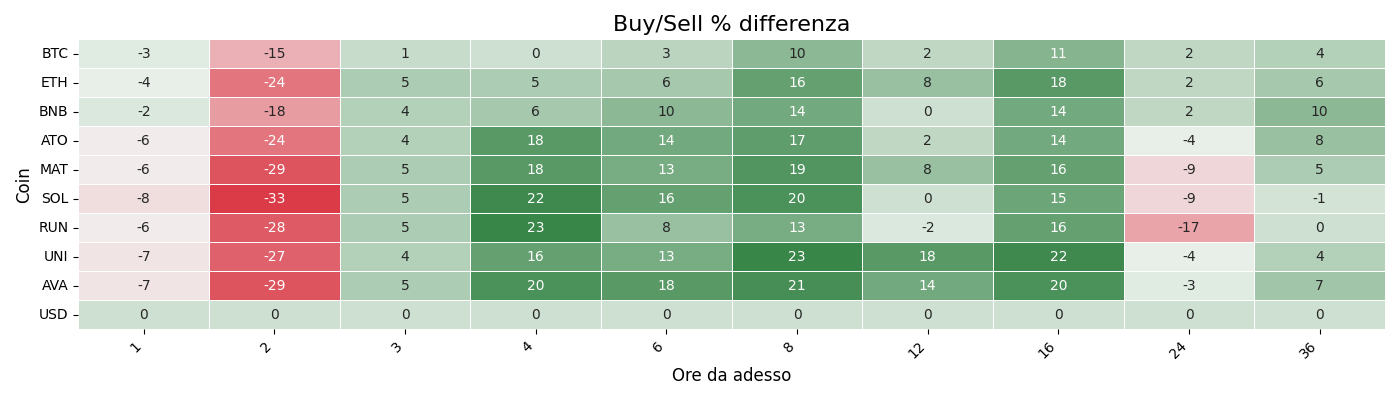 Buy/Sell % differenza
Coin
BTC -3 -15 1 0 3 10 2 11 2 4
ETH -4 -24 5 5 6 16 8 18 2 6
BNB -2 -18 4 6 10 14 0 14 2 10
ATO -6 -24 4 18 14 17 2 14 -4 8
MAT -6 -29 5 18 13 19 8 16 -9 5
SOL -8 -33 5 22 16 20 0 15 -9 -1
RUN -6 -28 5 23 8 13 -2 16 -17 0
UNI -7 -27 4 16 13 23 18 22 -4 4
AVA -7 -29 5 20 18 21 14 20 -3 7
USD 0 0 0 0 0 0 0 0 0 0
1 2 3 4 6 8 12 16 24 36
Ore da adesso